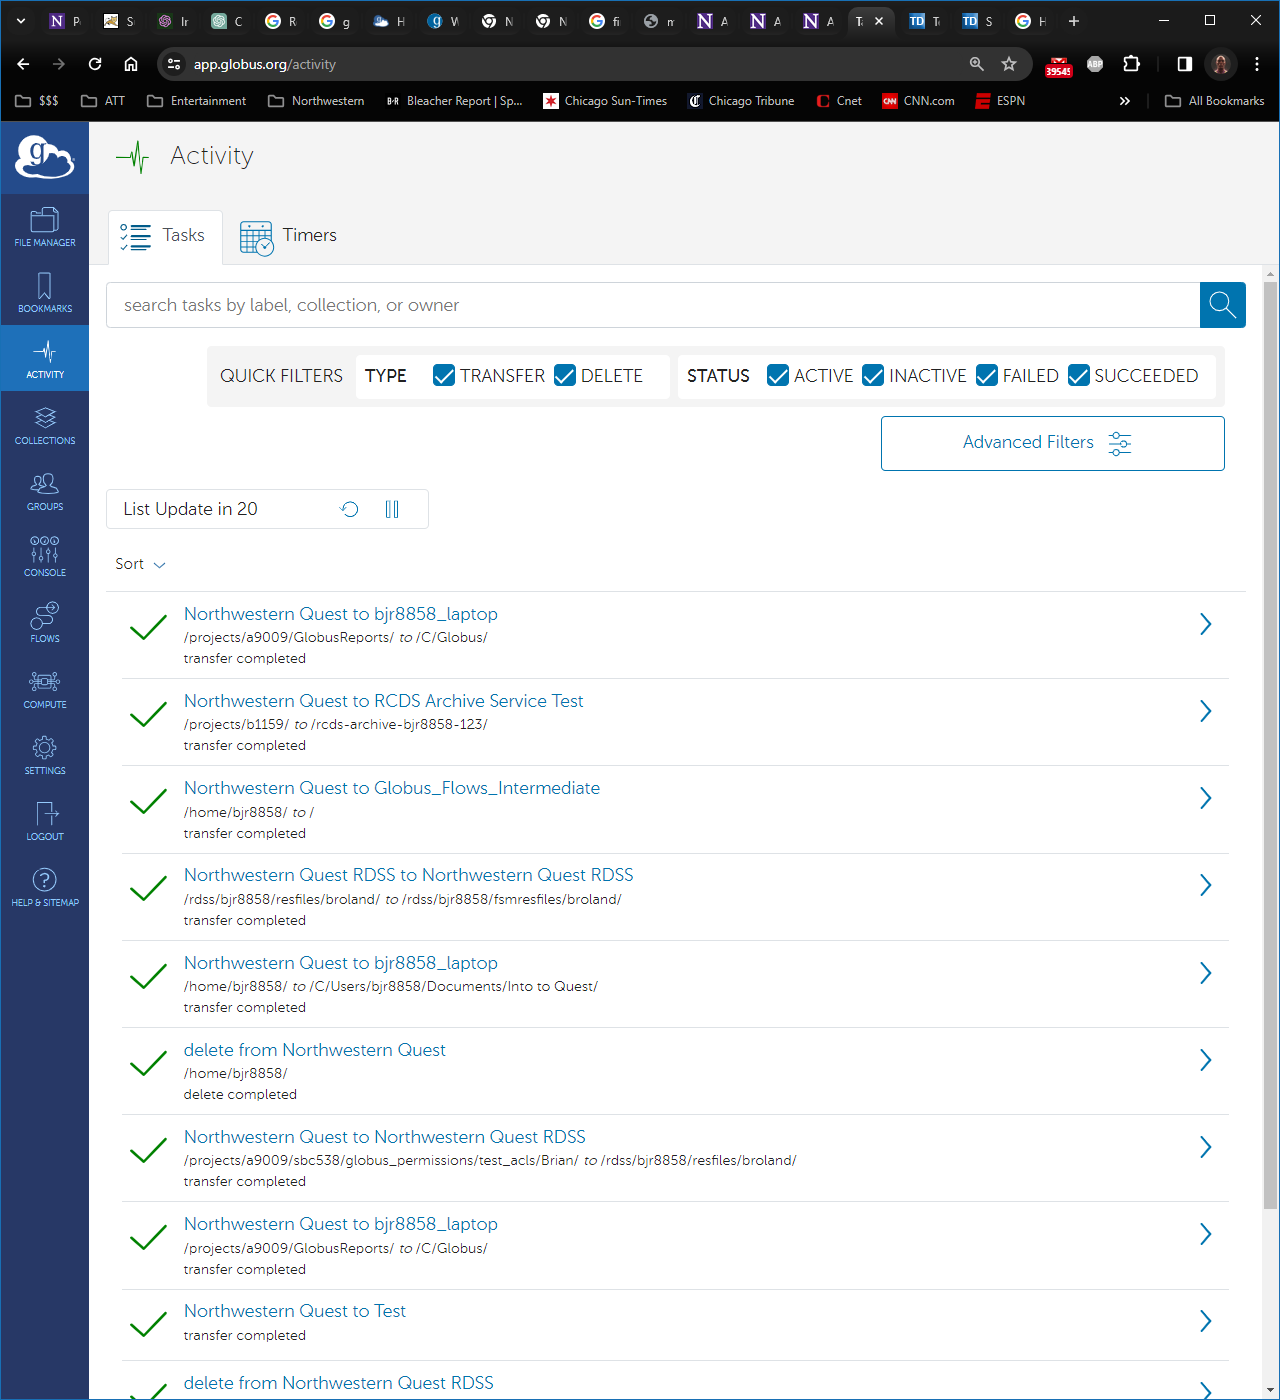 P
S
Ir
C
R
g
H
W
N
N
fi
m
A
A
A
T
T
S
H
app.globus.org/activity
39545
ABP
$$$
ATT
Entertainment
Northwestern
B·R Bleacher Report | Sp...
Chicago Sun-Times
Chicago Tribune
Cnet
CNN.com
ESPN
All Bookmarks
Activity
Tasks
Timers
FILE MANAGER
BOOKMARKS
ACTIVITY
COLLECTIONS
GROUPS
CONSOLE
FLOWS
COMPUTE
SETTINGS
LOGOUT
HELP & SITEMAP
search tasks by label, collection, or owner
QUICK FILTERS TYPE TRANSFER DELETE STATUS ACTIVE INACTIVE FAILED SUCCEEDED
Advanced Filters
List Update in 20
Sort
Northwestern Quest to bjr8858_laptop
/projects/a9009/GlobusReports/ to /C/Globus/
transfer completed
Northwestern Quest to RCDS Archive Service Test
/projects/b1159/ to /rcds-archive-bjr8858-123/
transfer completed
Northwestern Quest to Globus_Flows_Intermediate
/home/bjr8858/ to /
transfer completed
Northwestern Quest RDSS to Northwestern Quest RDSS
/rdss/bjr8858/resfiles/broland/ to /rdss/bjr8858/fsmresfiles/broland/
transfer completed
Northwestern Quest to bjr8858_laptop
/home/bjr8858/ to /C/Users/bjr8858/Documents/Into to Quest/
transfer completed
delete from Northwestern Quest
/home/bjr8858/
delete completed
Northwestern Quest to Northwestern Quest RDSS
/projects/a9009/sbc538/globus_permissions/test_acls/Brian/ to /rdss/bjr8858/resfiles/broland/
transfer completed
Northwestern Quest to bjr8858_laptop
/projects/a9009/GlobusReports/ to /C/Globus/
transfer completed
Northwestern Quest to Test
transfer completed
delete from Northwestern Quest RDSS